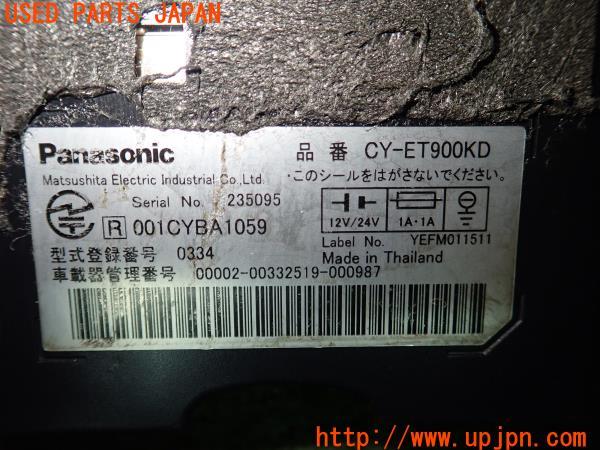 USED PARTS JAPAN
Panasonic 品番 CY-ET900KD
Matsushita Electric Industrial Co.,Ltd. ・このシールをはがさないでください。
Serial No. 235095
R 001CYBA1059 12V/24V 1A・1A
Label No. YEFM011511
型式登録番号 0334 Made in Thailand
車載器管理番号 00002-00332519-000987
http://www.upjpn.com